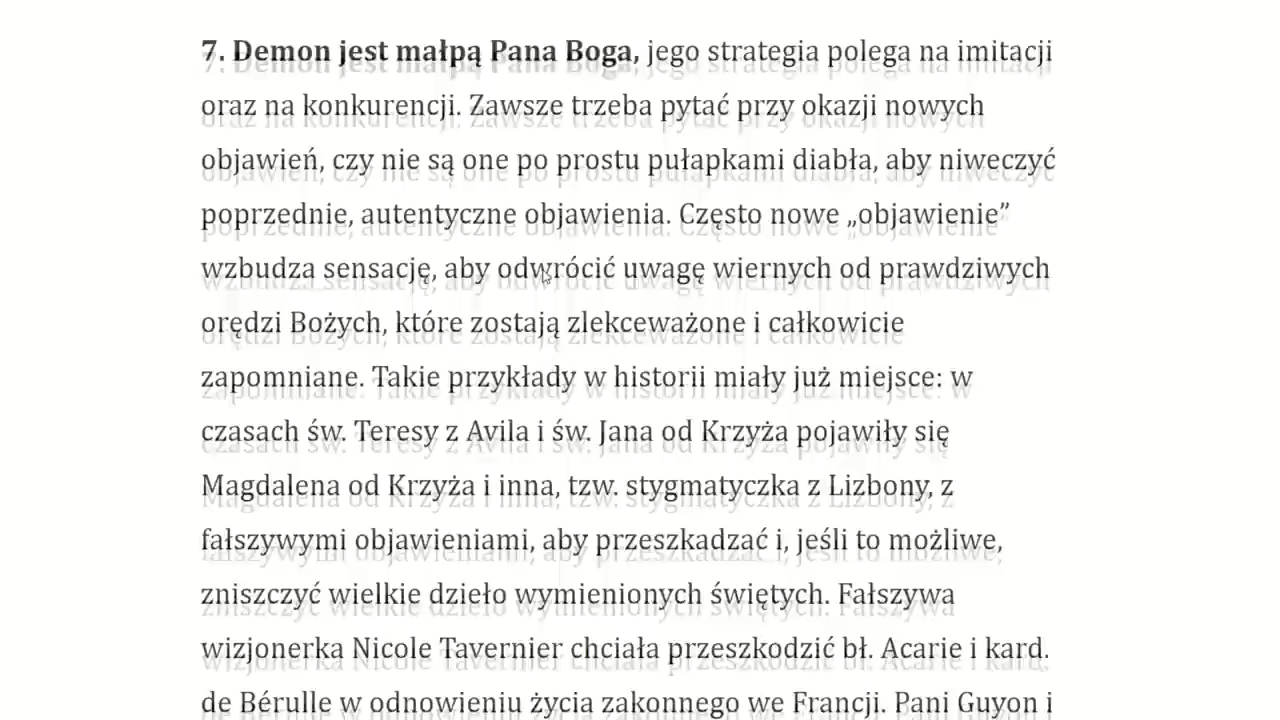 7. Demon jest małpą Pana Boga, jego strategia polega na imitacji
oraz na konkurencji. Zawsze trzeba pytać przy okazji nowych
objawień, czy nie są one po prostu pułapkami diabła, aby niweczyć
poprzednie, autentyczne objawienia. Często nowe „objawienie”
wzbudza sensację, aby odwrócić uwagę wiernych od prawdziwych
orędzi Bożych, które zostają zlekceważone i całkowicie
zapomniane. Takie przykłady w historii miały już miejsce: w
czasach św. Teresy z Avila i św. Jana od Krzyża pojawiły się
Magdalena od Krzyża i inna, tzw. stygmatyczka z Lizbony, z
fałszywymi objawieniami, aby przeszkadzać i, jeśli to możliwe,
zniszczyć wielkie dzieło wymienionych świętych. Fałszywa
wizjonerka Nicole Tavernier chciała przeszkodzić bł. Acarie i kard.
de Bérulle w odnowieniu życia zakonnego we Francji. Pani Guyon i